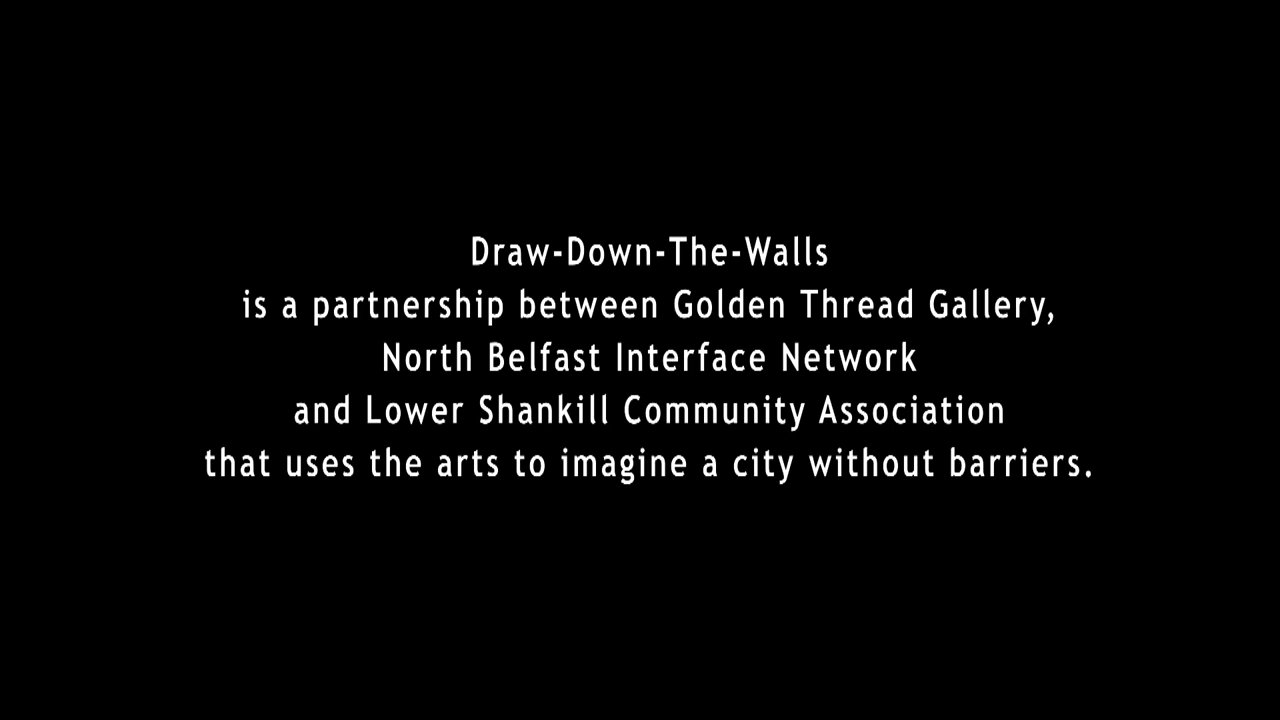 Draw-Down-The-Walls
is a partnership between Golden Thread Gallery,
North Belfast Interface Network
and Lower Shankill Community Association
that uses the arts to imagine a city without barriers.